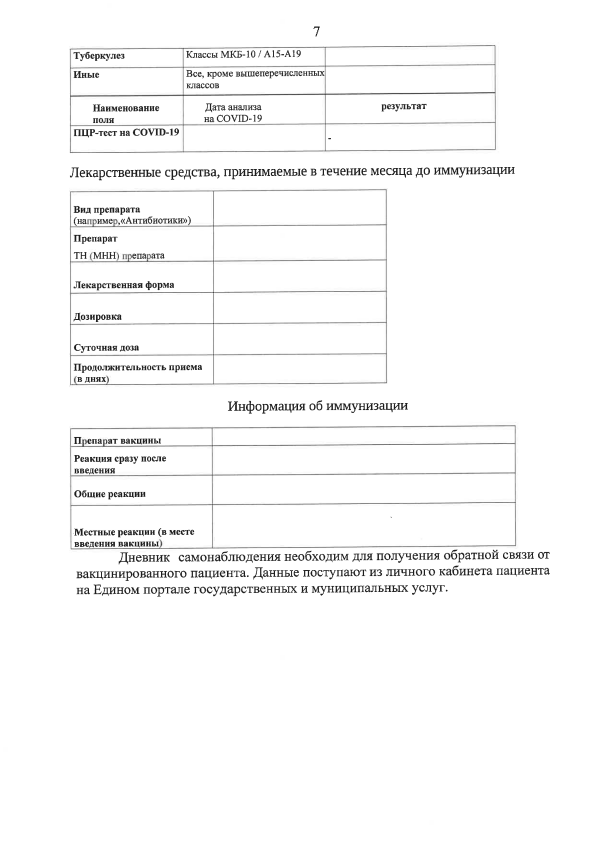 7
Туберкулез Классы МКБ-10 / A15-A19
Иные Все, кроме вышеперечисленных
классов
Наименование Дата анализа результат
поля на COVID-19
ПЦР-тест на COVID-19
-
Лекарственные средства, принимаемые в течение месяца до иммунизации
Вид препарата
(например,«Антибиотики»)
Препарат
ТН (МНН) препарата
Лекарственная форма
Дозировка
Суточная доза
Продолжительность приема
(в днях)
Информация об иммунизации
Препарат вакцины
Реакция сразу после
введения
Общие реакции
Местные реакции (в месте
введения вакцины)
Дневник самонаблюдения необходим для получения обратной связи от
вакцинированного пациента. Данные поступают из личного кабинета пациента
на Едином портале государственных и муниципальных услуг.